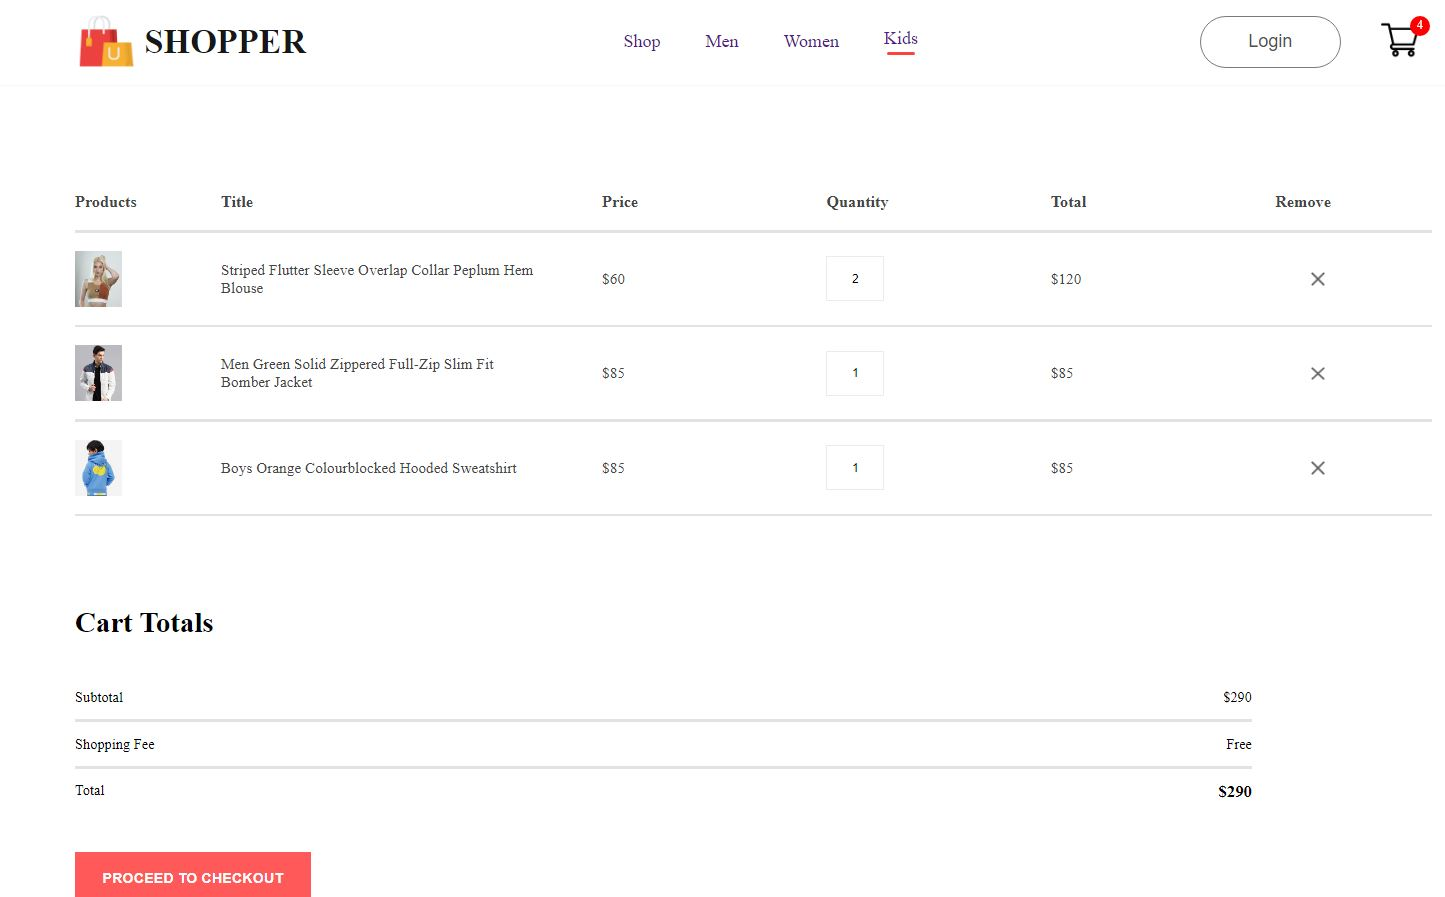 U SHOPPER Shop Men Women Kids Login 4
Products Title Price Quantity Total Remove
Striped Flutter Sleeve Overlap Collar Peplum Hem
Blouse
$60 2 $120
Men Green Solid Zippered Full-Zip Slim Fit
Bomber Jacket
$85 1 $85
Boys Orange Colourblocked Hooded Sweatshirt $85 1 $85
Cart Totals
Subtotal $290
Shopping Fee Free
Total $290
PROCEED TO CHECKOUT